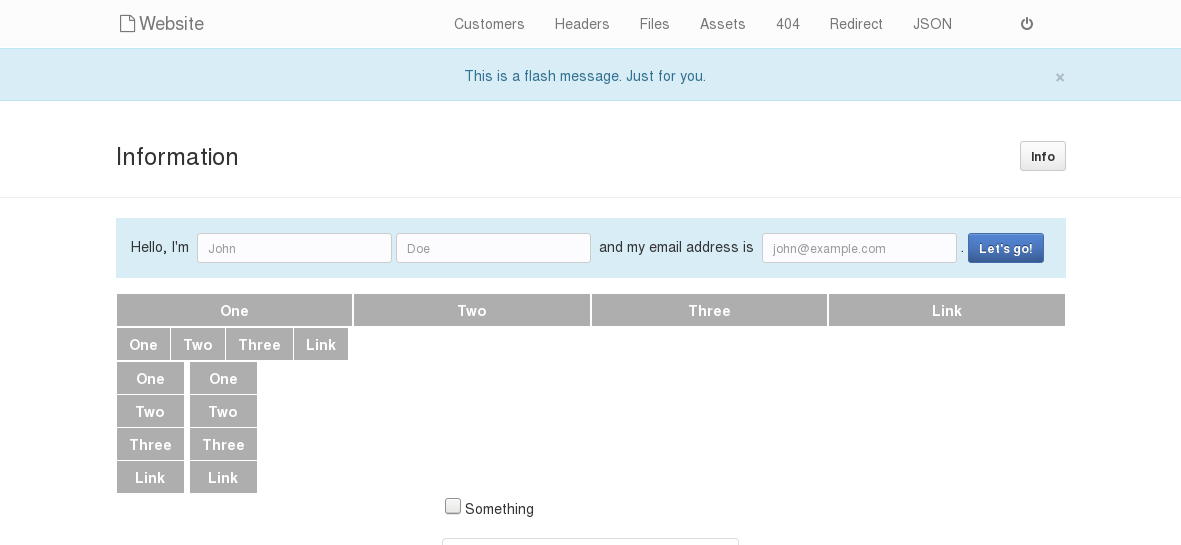 Website Customers Headers Files Assets 404 Redirect JSON
This is a flash message. Just for you. ×
Information Info
Hello, I'm John Doe and my email address is john@example.com . Let's go!
One Two Three Link
One Two Three Link
One One
Two Two
Three Three
Link Link
Something